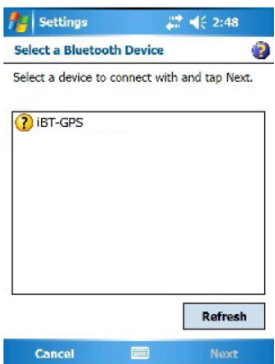 Settings 2:48
Select a Bluetooth Device
Select a device to connect with and tap Next.
iBT-GPS
Refresh
Cancel Next